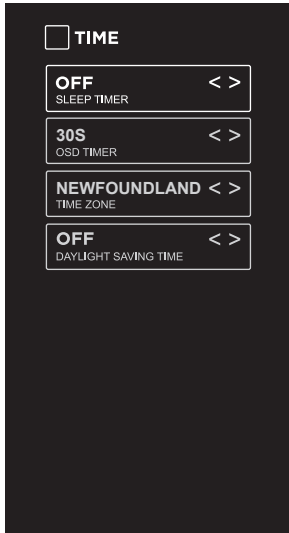 TIME
OFF < >
SLEEP TIMER
30S < >
OSD TIMER
NEWFOUNDLAND < >
TIME ZONE
OFF < >
DAYLIGHT SAVING TIME